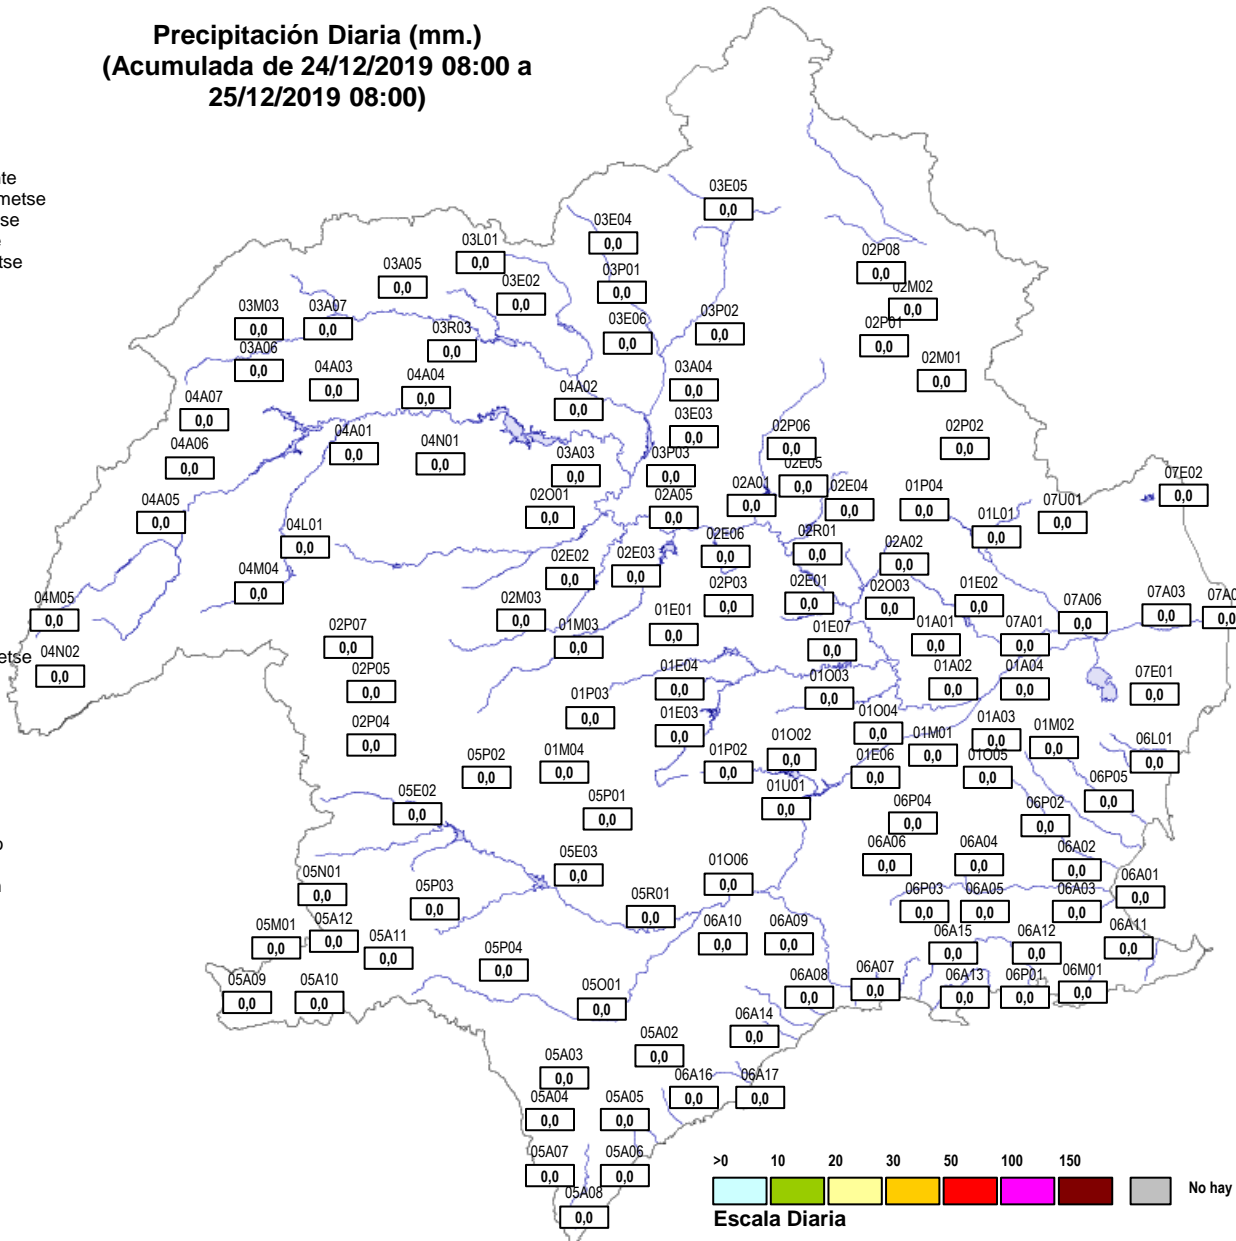 Precipitación Diaria (mm.)
(Acumulada de 24/12/2019 08:00 a
25/12/2019 08:00)
03E05
0,0
03E04
0,0
03L01
0,0
02P08
0,0
03A05
0,0
03P01
0,0
03E02
0,0
02M02
0,0
03M03
0,0
03A07
0,0
03P02
0,0
03E06
0,0
03R03
0,0
02P01
0,0
03A06
0,0
02M01
0,0
04A03
0,0
03A04
0,0
04A04
0,0
04A02
0,0
04A07
0,0
03E03
0,0
04A01
0,0
04N01
0,0
02P06
0,0
02P02
0,0
04A06
0,0
03A03
0,0
03P03
0,0
02E05
0,0
07E02
0,0
02A01
0,0
02E04
0,0
01P04
0,0
04A05
0,0
02O01
0,0
02A05
0,0
07U01
0,0
01L01
0,0
04L01
0,0
02E06
0,0
02R01
0,0
02A02
0,0
02E02
0,0
02E03
0,0
04M04
0,0
02P03
0,0
02E01
0,0
02O03
0,0
01E02
0,0
04M05
0,0
02M03
0,0
07A06
0,0
07A03
0,0
07A0
0,0
01E01
0,0
01M03
0,0
02P07
0,0
01E07
0,0
01A01
0,0
07A01
0,0
etse
04N02
0,0
02P05
0,0
01E04
0,0
01O03
0,0
01A02
0,0
01A04
0,0
07E01
0,0
01P03
0,0
01E03
0,0
02P04
0,0
01O04
0,0
01A03
0,0
01M02
0,0
01M01
0,0
06L01
0,0
05P02
0,0
01M04
0,0
01P02
0,0
01O02
0,0
01E06
0,0
01O05
0,0
05E02
0,0
01U01
0,0
05P01
0,0
06P05
0,0
06P04
0,0
06P02
0,0
05E03
0,0
01O06
0,0
06A06
0,0
06A04
0,0
06A02
0,0
05N01
0,0
05P03
0,0
05R01
0,0
06P03
0,0
06A05
0,0
06A03
0,0
06A01
0,0
05M01
0,0
05A12
0,0
05A11
0,0
05P04
0,0
06A10
0,0
06A09
0,0
06A15
0,0
06A12
0,0
06A11
0,0
05A09
0,0
05A10
0,0
05O01
0,0
06A08
0,0
06A07
0,0
06A13
0,0
06P01
0,0
06M01
0,0
05A02
0,0
06A14
0,0
05A03
0,0
06A16
0,0
06A17
0,0
05A04
0,0
05A05
0,0
05A07
0,0
05A06
0,0
05A08
0,0
>0 10 20 30 50 100 150
No hay
Escala Diaria